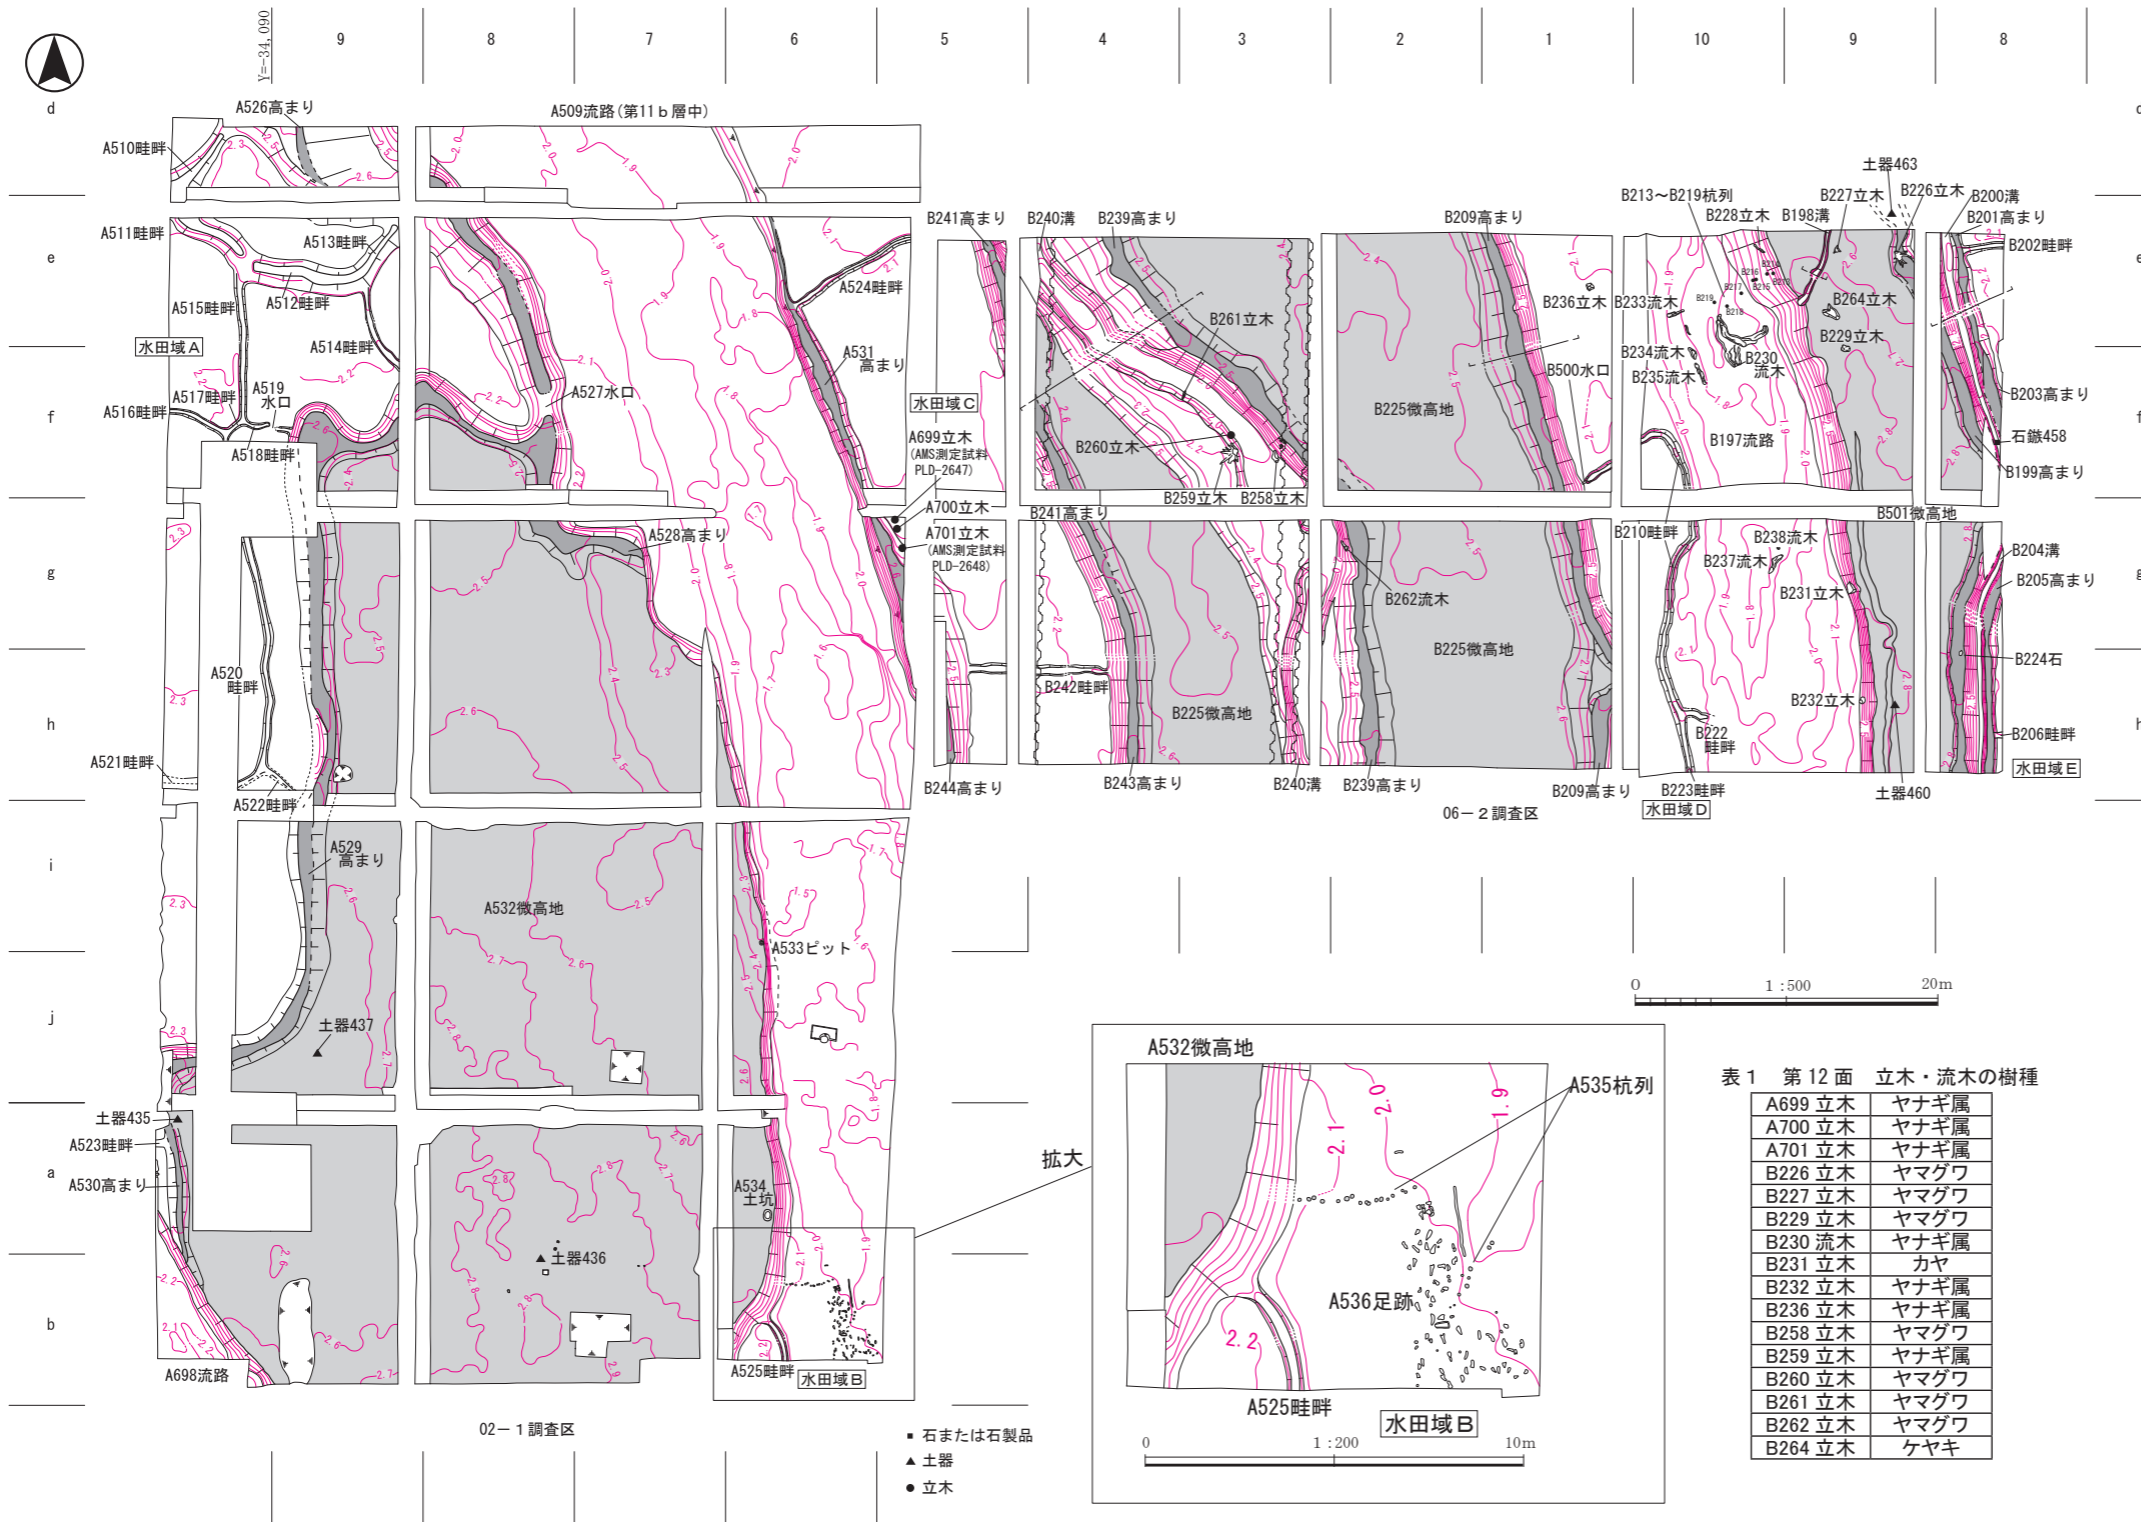 Y=-34,090
9
8
7
6
5
4
3
2
1
10
9
8
d
e
f
g
h
i
j
a
b
d
e
f
g
h
A526高まり
A509流路(第11b層中)
A510畦畔
A511畦畔
A513畦畔
A512畦畔
A515畦畔
水田域A
A514畦畔
A517畦畔
A519
水口
A516畦畔
A518畦畔
A527水口
A524畦畔
A531
高まり
水田域C
A699立木
(AMS測定試料
PLD-2647)
A700立木
A701立木
(AMS測定試料
PLD-2648)
A528高まり
A520
畦畔
A521畦畔
A522畦畔
A529
高まり
A532微高地
A533ピット
土器437
土器435
A523畦畔
A530高まり
A534
土坑
土器436
A698流路
A525畦畔
水田域B
02-1調査区
B241高まり
B240溝
B239高まり
B209高まり
B213~B219杭列
B228立木
B198溝
B227立木
土器463
B226立木
B200溝
B201高まり
B202畦畔
B236立木
B233流木
B216
B217
B215
B219
B218
B264立木
B229立木
B261立木
B234流木
B230
流木
B235流木
B500水口
B225微高地
B197流路
B203高まり
石鏃458
B199高まり
B260立木
B259立木
B258立木
B241高まり
B210畦畔
B501微高地
B238流木
B237流木
B204溝
B205高まり
B262流木
B231立木
B225微高地
B224石
B242畦畔
B225微高地
B232立木
B222
畦畔
B206畦畔
B244高まり
B243高まり
B240溝
B239高まり
B209高まり
B223畦畔
土器460
水田域E
水田域D
06-2調査区
0 1:500 20m
拡大
A532微高地
A535杭列
2.0
1.9
2.1
A536足跡
2.2
A525畦畔
水田域B
0 1:200 10m
■ 石または石製品
▲ 土器
● 立木
表1 第12面 立木・流木の樹種
A699 立木 ヤナギ属
A700 立木 ヤナギ属
A701 立木 ヤナギ属
B226 立木 ヤマグワ
B227 立木 ヤマグワ
B229 立木 ヤマグワ
B230 流木 ヤナギ属
B231 立木 カヤ
B232 立木 ヤナギ属
B236 立木 ヤナギ属
B258 立木 ヤマグワ
B259 立木 ヤナギ属
B260 立木 ヤマグワ
B261 立木 ヤマグワ
B262 立木 ヤマグワ
B264 立木 ケヤキ